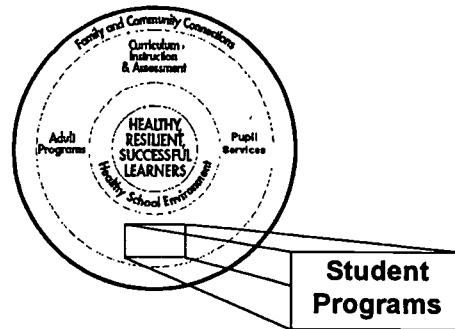 Family and Community Connections
Curriculum,
Instruction
& Assessment
Adult
Programs
HEALTHY,
RESILIENT,
SUCCESSFUL
LEARNERS
Pupil
Services
Healthy School Environment
Student
Programs